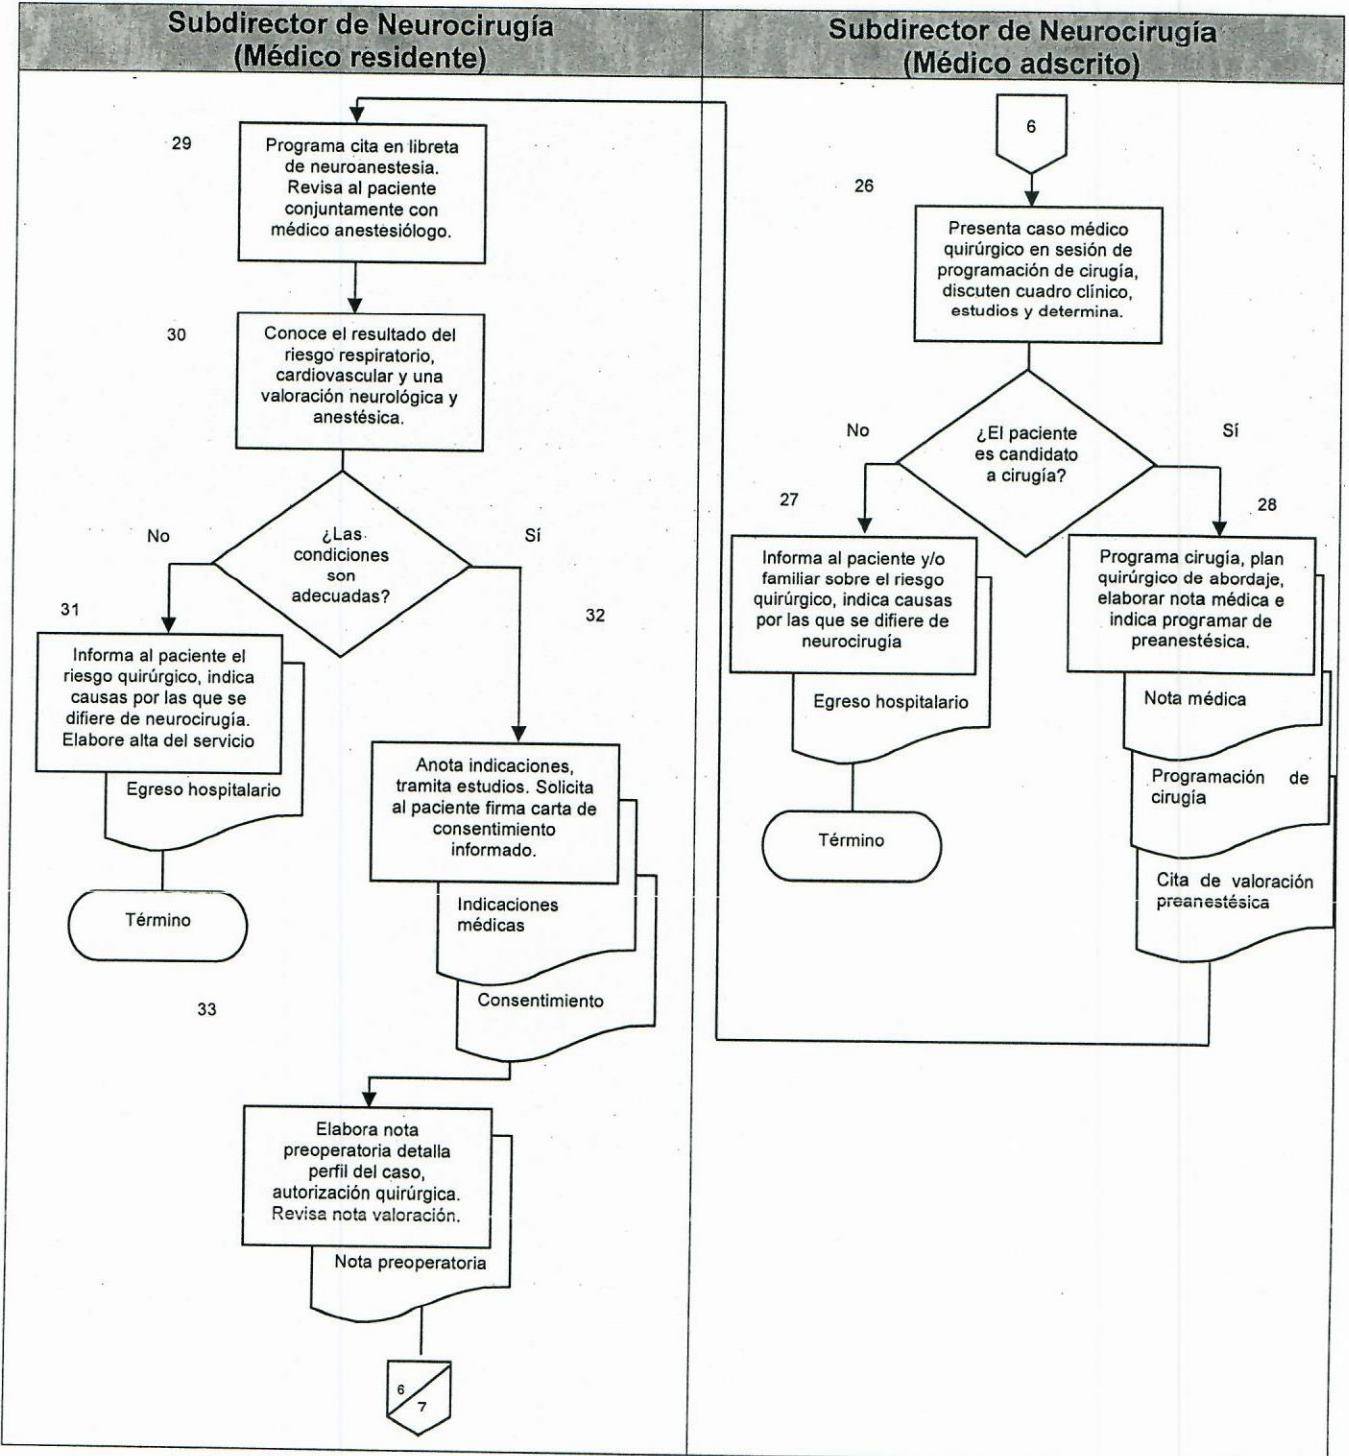 Subdirector de Neurocirugía
(Médico residente)
Subdirector de Neurocirugía
(Médico adscrito)
29
Programa cita en libreta
de neuroanestesia.
Revisa al paciente
conjuntamente con
médico anestesiólogo.
30
Conoce el resultado del
riesgo respiratorio,
cardiovascular y una
valoración neurológica y
anestésica.
No
¿Las
condiciones
son
adecuadas?
Sí
31
Informa al paciente el
riesgo quirúrgico, indica
causas por las que se
difiere de neurocirugía.
Elabore alta del servicio
Egreso hospitalario
Término
32
Anota indicaciones,
tramita estudios. Solicita
al paciente firma carta de
consentimiento
informado.
Indicaciones
médicas
Consentimiento
33
Elabora nota
preoperatoria detalla
perfil del caso,
autorización quirúrgica.
Revisa nota valoración.
Nota preoperatoria
6
7
6
26
Presenta caso médico
quirúrgico en sesión de
programación de cirugía,
discuten cuadro clínico,
estudios y determina.
No
¿El paciente
es candidato
a cirugía?
Sí
27
Informa al paciente y/o
familiar sobre el riesgo
quirúrgico, indica causas
por las que se difiere de
neurocirugía
Egreso hospitalario
Término
28
Programa cirugía, plan
quirúrgico de abordaje,
elaborar nota médica e
indica programar de
preanestésica.
Nota médica
Programación de
cirugía
Cita de valoración
preanestésica